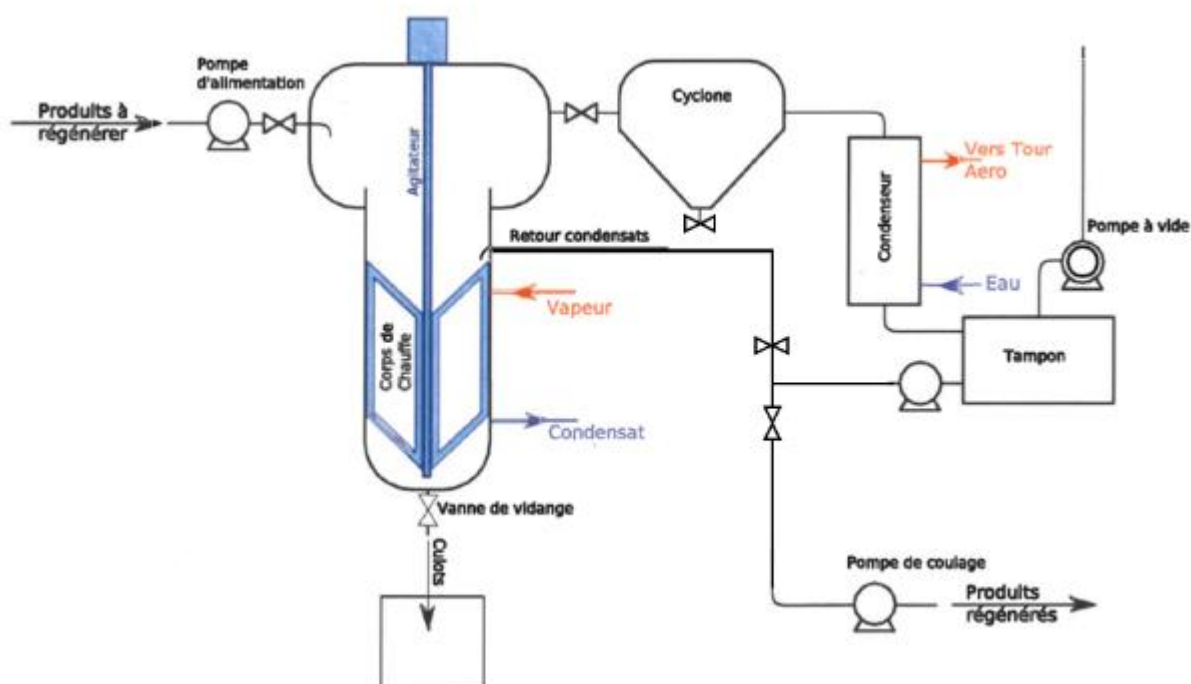 Pompe
d'alimentation
Produits à
régénérer
Agitateur
Cyclone
Vers Tour
Aero
Condenseur
Pompe à vide
Retour condensats
Eau
Vapeur
Corps de
Chauffe
Tampon
Condensat
Vanne de vidange
Culots
Pompe de coulage
Produits
régénérés